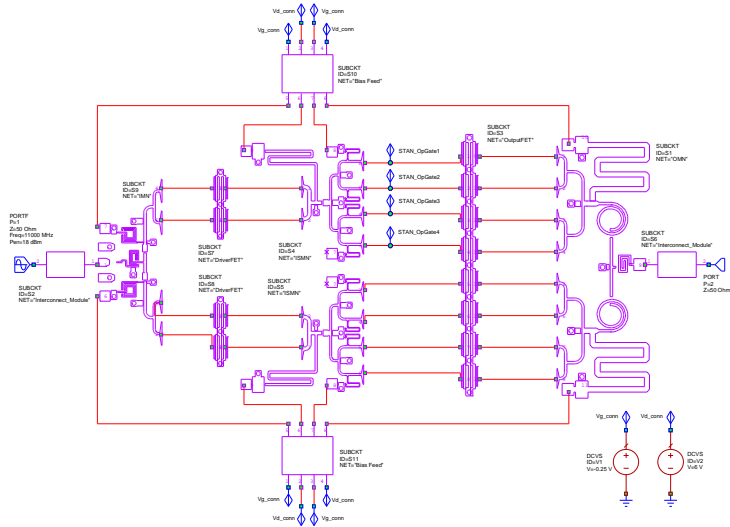 Vd_conn
Vg_conn
Vg_conn
Vd_conn
SUBCKT
ID=S10
NET="Bias Feed"
SUBCKT
ID=S3
NET="OutputFET"
STAN_OpGate1
SUBCKT
ID=S1
NET="OMN"
STAN_OpGate2
SUBCKT
ID=S9
NET="IMN"
STAN_OpGate3
PORTF
P=1
Z=50 Ohm
Freq=11000 MHz
Pwr=18 dBm
STAN_OpGate4
SUBCKT
ID=S6
NET="Interconnect_Module"
SUBCKT
ID=S7
NET="DriverFET"
SUBCKT
ID=S4
NET="ISMN"
SUBCKT
ID=S8
NET="DriverFET"
SUBCKT
ID=S5
NET="ISMN"
SUBCKT
ID=S2
NET="Interconnect_Module"
PORT
P=2
Z=50 Ohm
SUBCKT
ID=S11
NET="Bias Feed"
Vg_conn
Vd_conn
Vd_conn
Vg_conn
Vg_conn
Vd_conn
DCVS
ID=V1
V=-0.25 V
DCVS
ID=V2
V=6 V